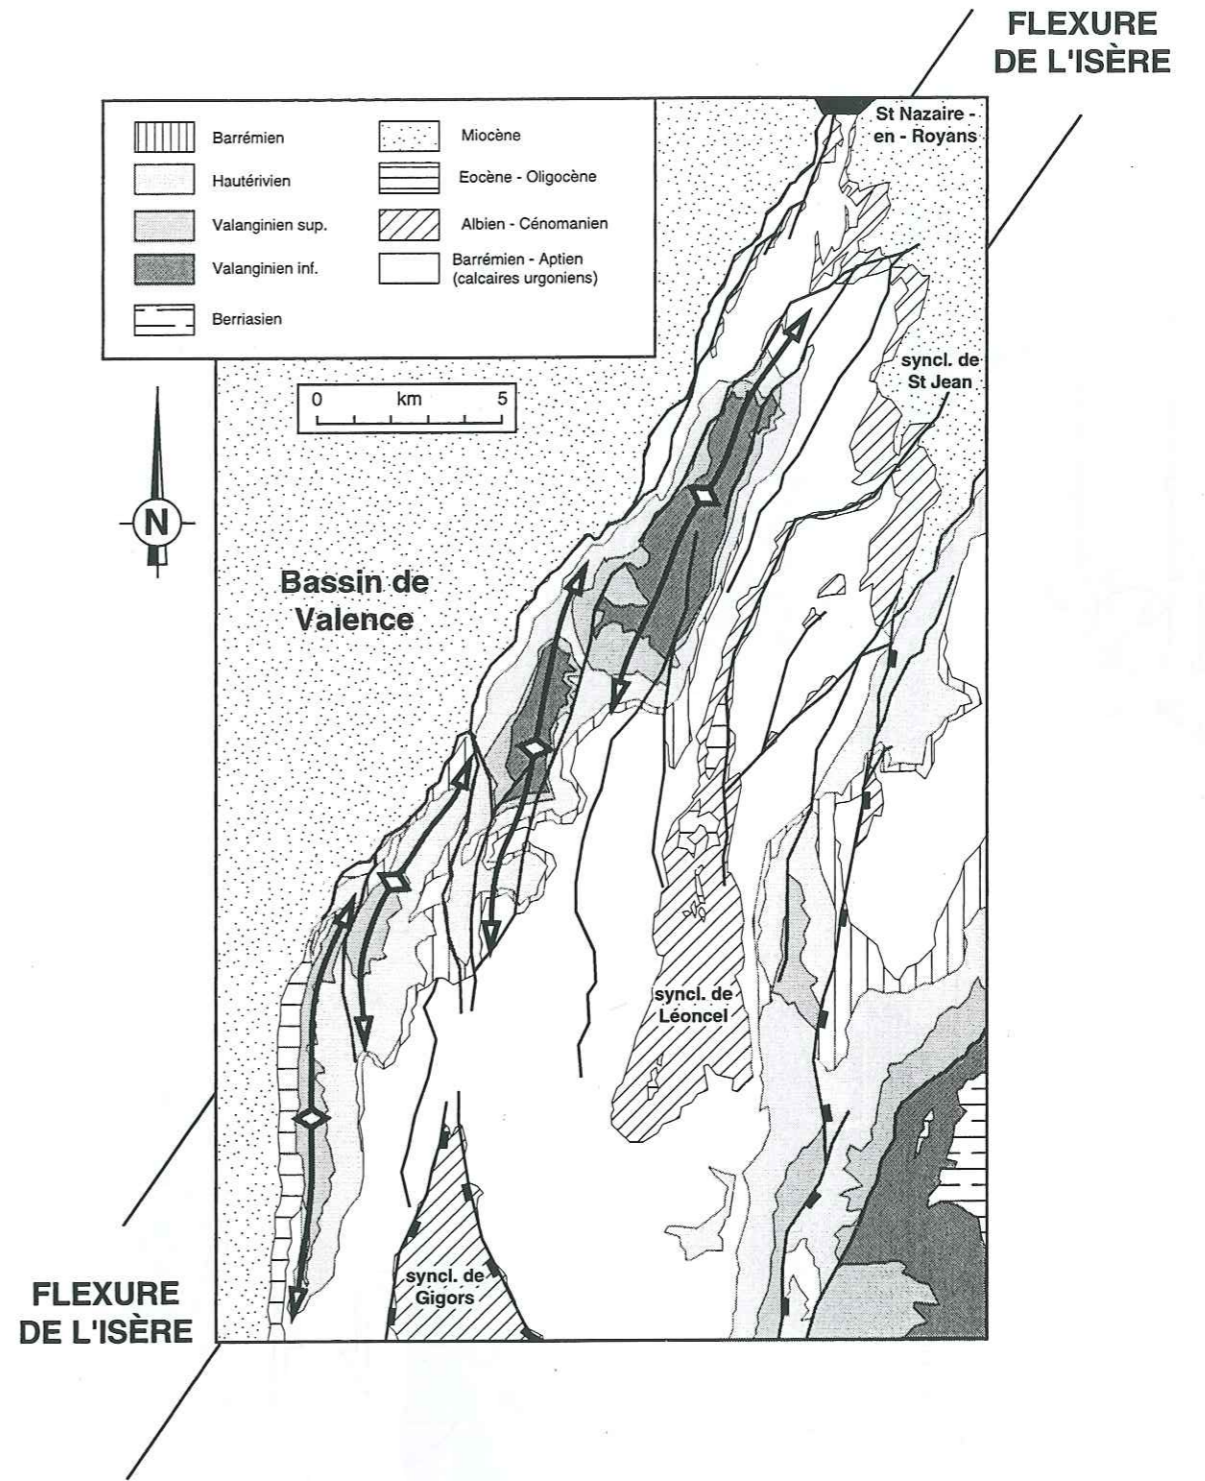 FLEXURE
DE L'ISÈRE
St Nazaire -
en - Royans
Barrémien
Hautérivien
Valanginien sup.
Valanginien inf.
Berriasien
Miocène
Eocène - Oligocène
Albien - Cénomanien
Barrémien - Aptien
(calcaires urgoniens)
syncl. de
St Jean
0 km 5
N
Bassin de
Valence
syncl. de
Léoncel
syncl. de
Gigors
FLEXURE
DE L'ISÈRE